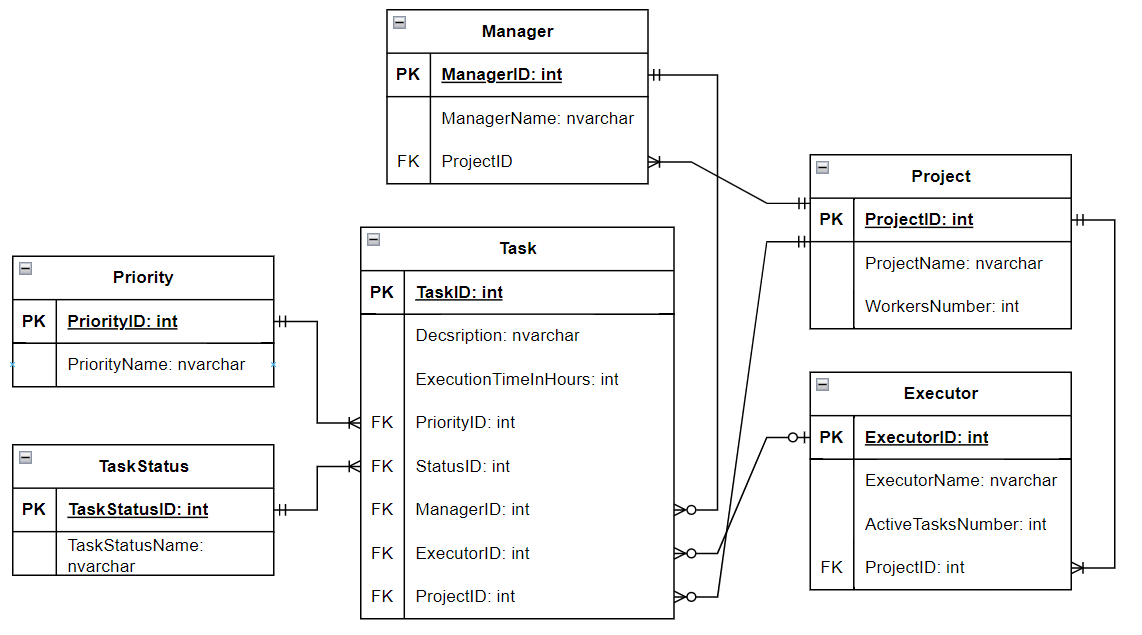 Manager
PK ManagerID: int
ManagerName: nvarchar
FK ProjectID
Project
PK ProjectID: int
ProjectName: nvarchar
WorkersNumber: int
Task
PK TaskID: int
Decsription: nvarchar
ExecutionTimeInHours: int
FK PriorityID: int
FK StatusID: int
FK ManagerID: int
FK ExecutorID: int
FK ProjectID: int
Priority
PK PriorityID: int
PriorityName: nvarchar
TaskStatus
PK TaskStatusID: int
TaskStatusName:
nvarchar
Executor
PK ExecutorID: int
ExecutorName: nvarchar
ActiveTasksNumber: int
FK ProjectID: int